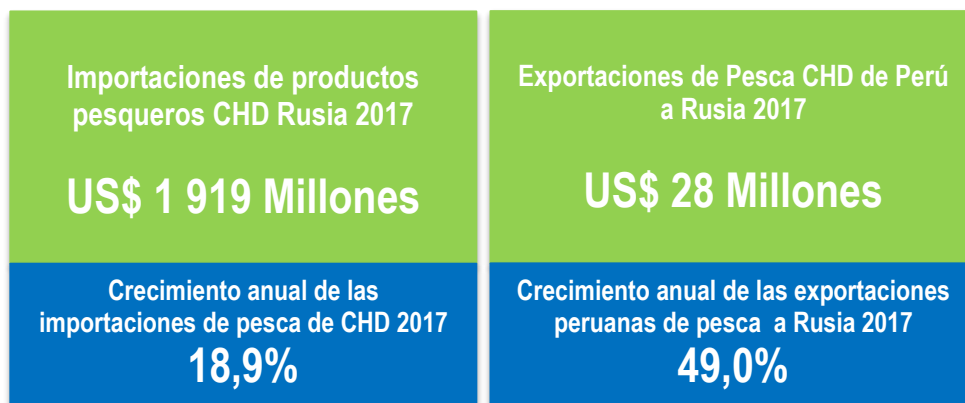 Importaciones de productos
pesqueros CHD Rusia 2017
US$ 1 919 Millones
Crecimiento anual de las
importaciones de pesca de CHD 2017
18,9%
Exportaciones de Pesca CHD de Perú
a Rusia 2017
US$ 28 Millones
Crecimiento anual de las exportaciones
peruanas de pesca a Rusia 2017
49,0%